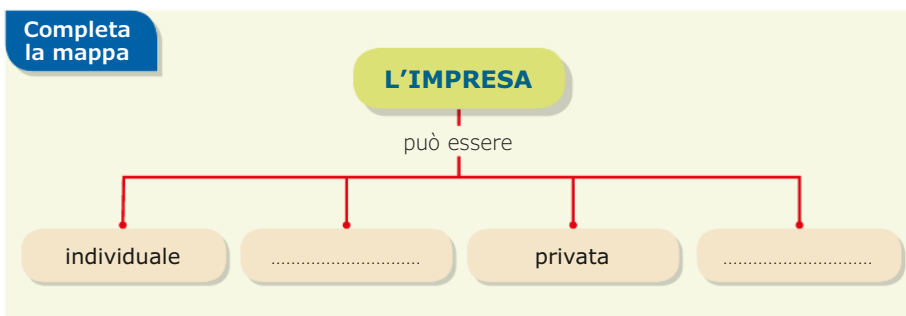 Completa
la mappa
L'IMPRESA
può essere
individuale
..............................
privata
..............................